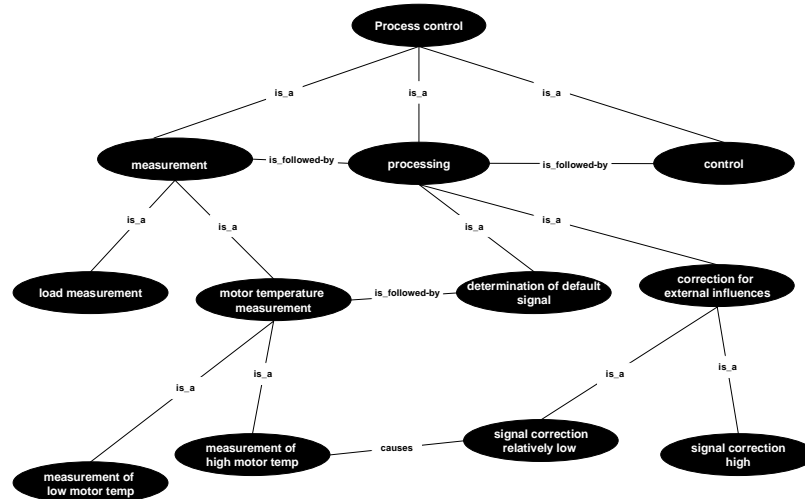 Process control
is_a
is_a
is_a
measurement
is_followed-by
processing
is_followed-by
control
is_a
is_a
is_a
is_a
load measurement
motor temperature
measurement
is_followed-by
determination of default
signal
correction for
external influences
is_a
is_a
is_a
is_a
measurement of
low motor temp
measurement of
high motor temp
causes
signal correction
relatively low
signal correction
high